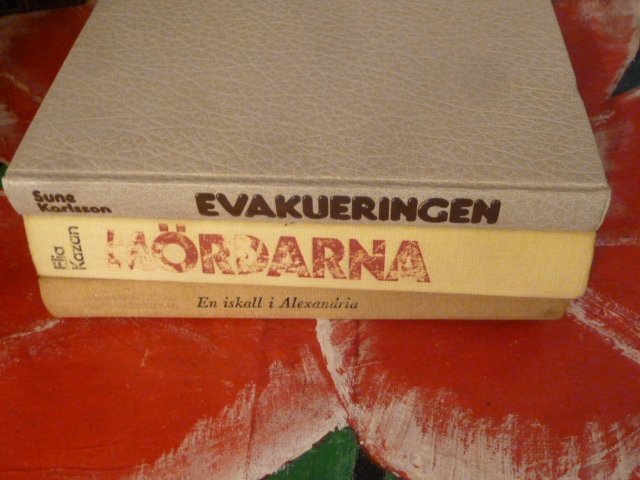 Sune
Karlsson
EVAKUERINGEN
Elia
Kazan
MÖRDARNA
En iskall i Alexandria